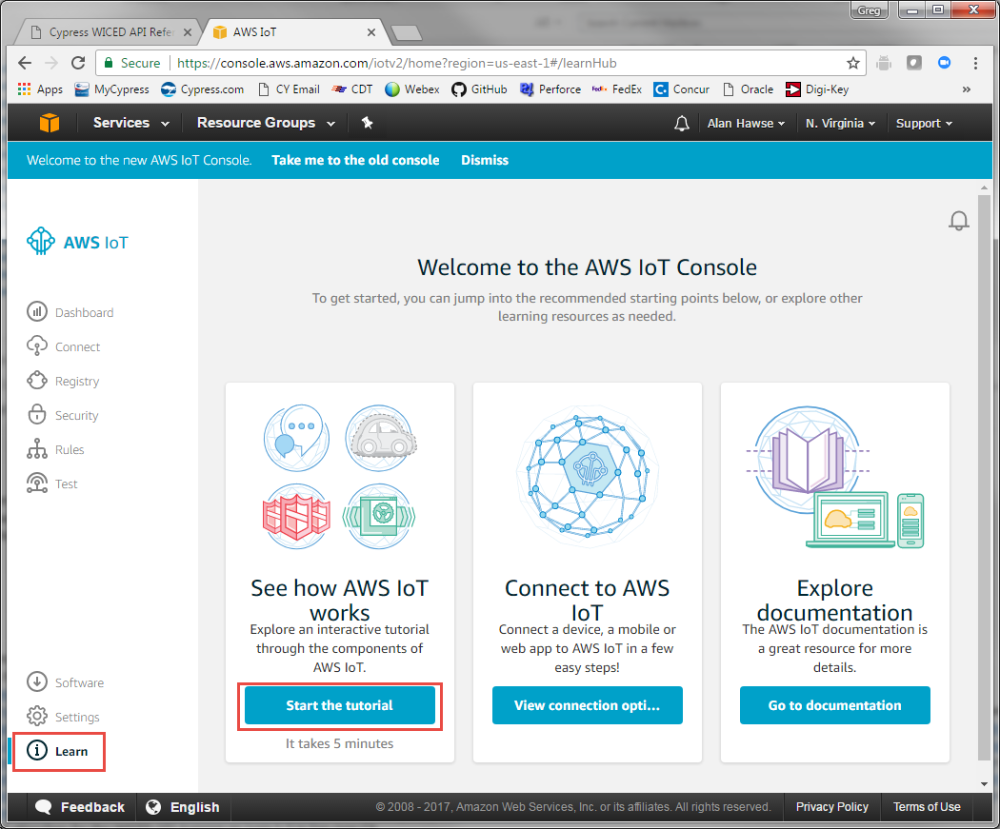 Greg
Cypress WICED API Refe
AWS IoT
Secure
https://console.aws.amazon.com/iotv2/home?region=us-east-1#/learnHub
Apps MyCypress Cypress.com CY Email CDT Webex GitHub Perforce FedEx Concur Oracle Digi-Key »
Services Resource Groups Alan Hawse N. Virginia Support
Welcome to the new AWS IoT Console. Take me to the old console Dismiss
AWS IoT
Dashboard
Connect
Registry
Security
Rules
Test
Software
Settings
Learn
Welcome to the AWS IoT Console
To get started, you can jump into the recommended starting points below, or explore other
learning resources as needed.
See how AWS IoT
works
Explore an interactive tutorial
through the components of
AWS IoT.
Start the tutorial
It takes 5 minutes
Connect to AWS
IoT
Connect a device, a mobile or
web app to AWS IoT in a few
easy steps!
View connection opti...
Explore
documentation
The AWS IoT documentation is
a great resource for more
details.
Go to documentation
Feedback English © 2008 - 2017, Amazon Web Services, Inc. or its affiliates. All rights reserved. Privacy Policy Terms of Use